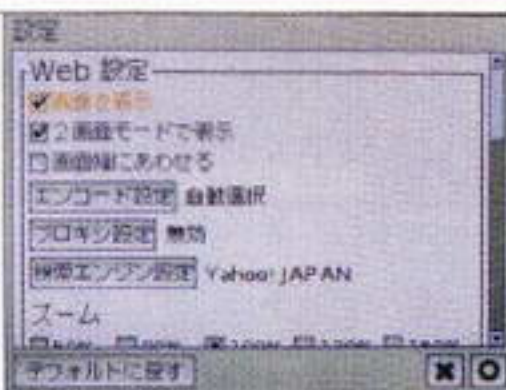 設定
Web 設定
画像を表示
2画面モードで表示
画面幅にあわせる
エンコード設定 自動選択
プロキシ設定 無効
検索エンジン設定 Yahoo! JAPAN
ズーム
100%
デフォルトに戻す